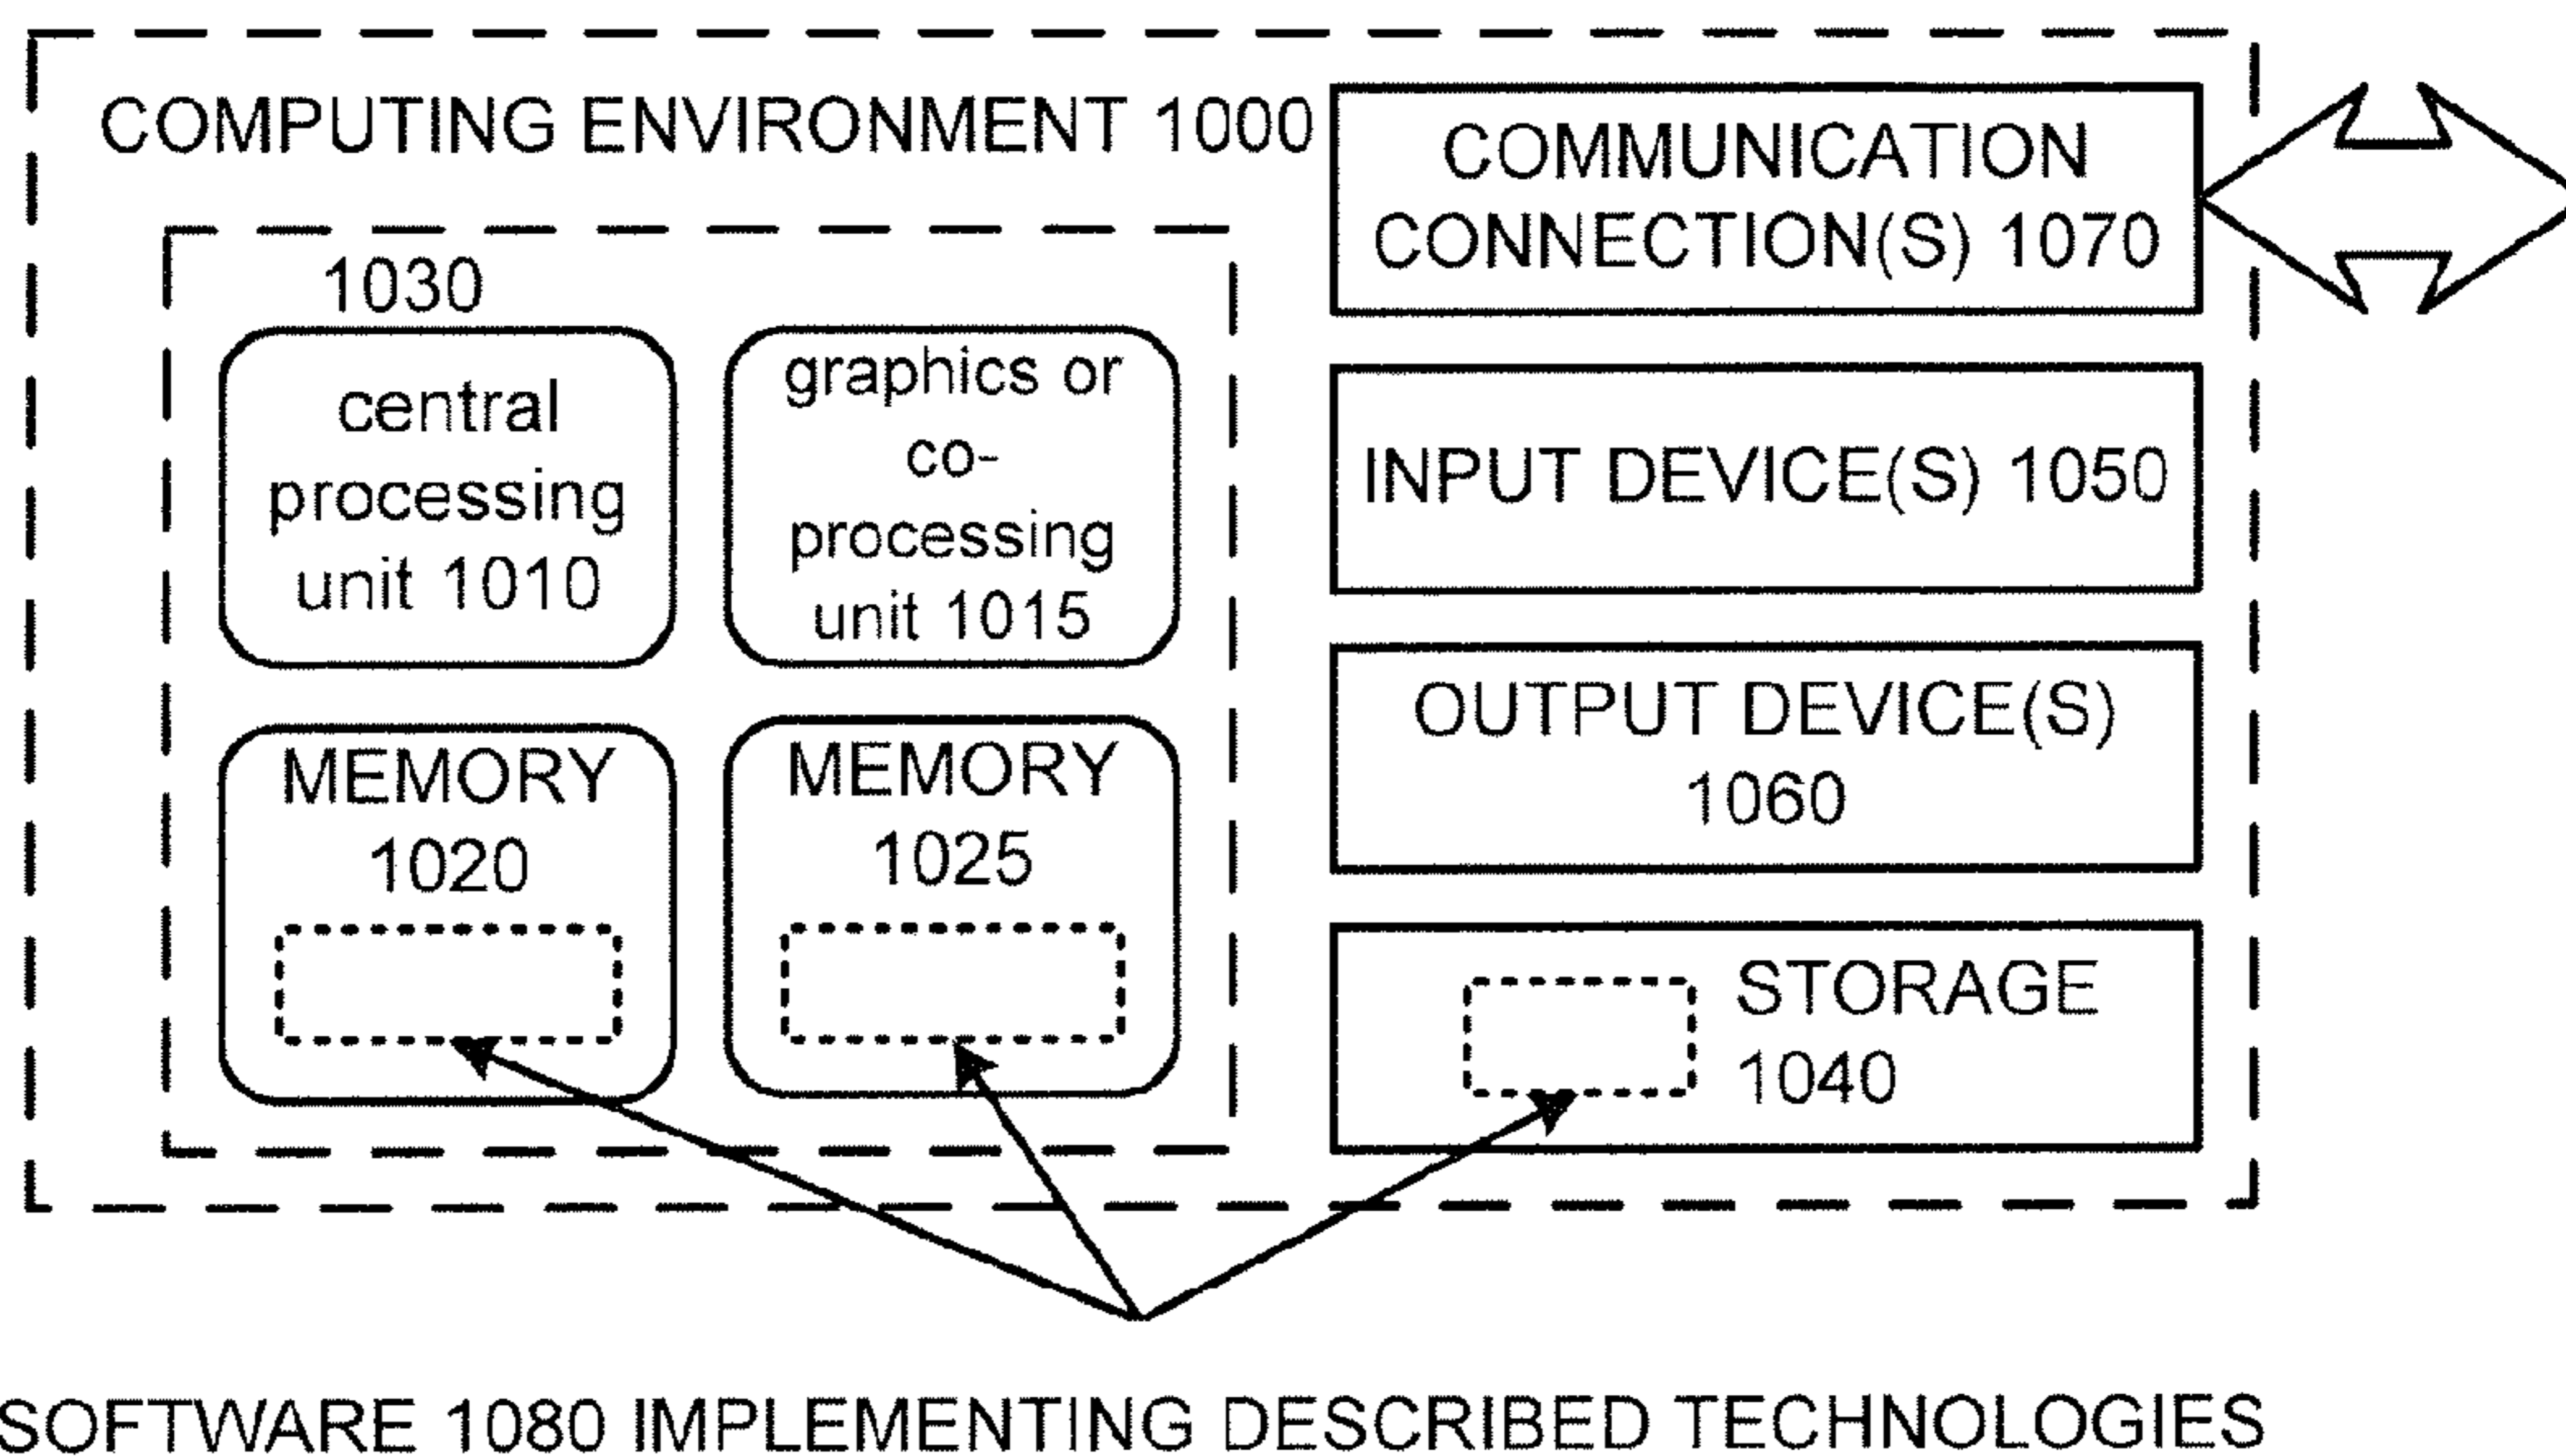 COMPUTING ENVIRONMENT 1000
1030
central
processing
unit 1010
graphics or
co-
processing
unit 1015
MEMORY
1020
MEMORY
1025
COMMUNICATION
CONNECTION(S) 1070
INPUT DEVICE(S) 1050
OUTPUT DEVICE(S)
1060
STORAGE
1040
SOFTWARE 1080 IMPLEMENTING DESCRIBED TECHNOLOGIES